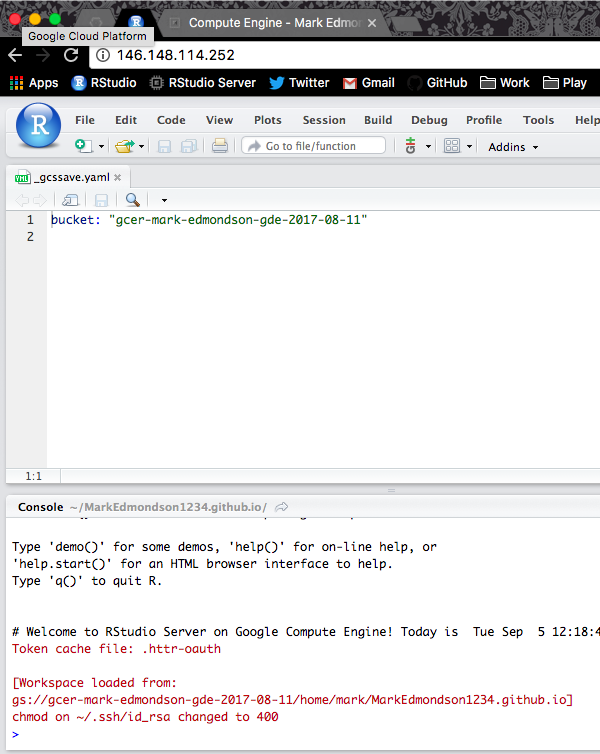 Compute Engine - Mark Edmon
Google Cloud Platform
146.148.114.252
Apps RStudio RStudio Server Twitter Gmail GitHub Work Play
R File Edit Code View Plots Session Build Debug Profile Tools Help
Go to file/function Addins
_gcssave.yaml
1 bucket: "gcer-mark-edmondson-gde-2017-08-11"
2
1:1
Console ~/MarkEdmondson1234.github.io/
Type 'demo()' for some demos, 'help()' for on-line help, or
'help.start()' for an HTML browser interface to help.
Type 'q()' to quit R.
# Welcome to RStudio Server on Google Compute Engine! Today is  Tue Sep  5 12:18:4
Token cache file: .httr-oauth
[Workspace loaded from:
gs://gcer-mark-edmondson-gde-2017-08-11/home/mark/MarkEdmondson1234.github.io]
chmod on ~/.ssh/id_rsa changed to 400
>